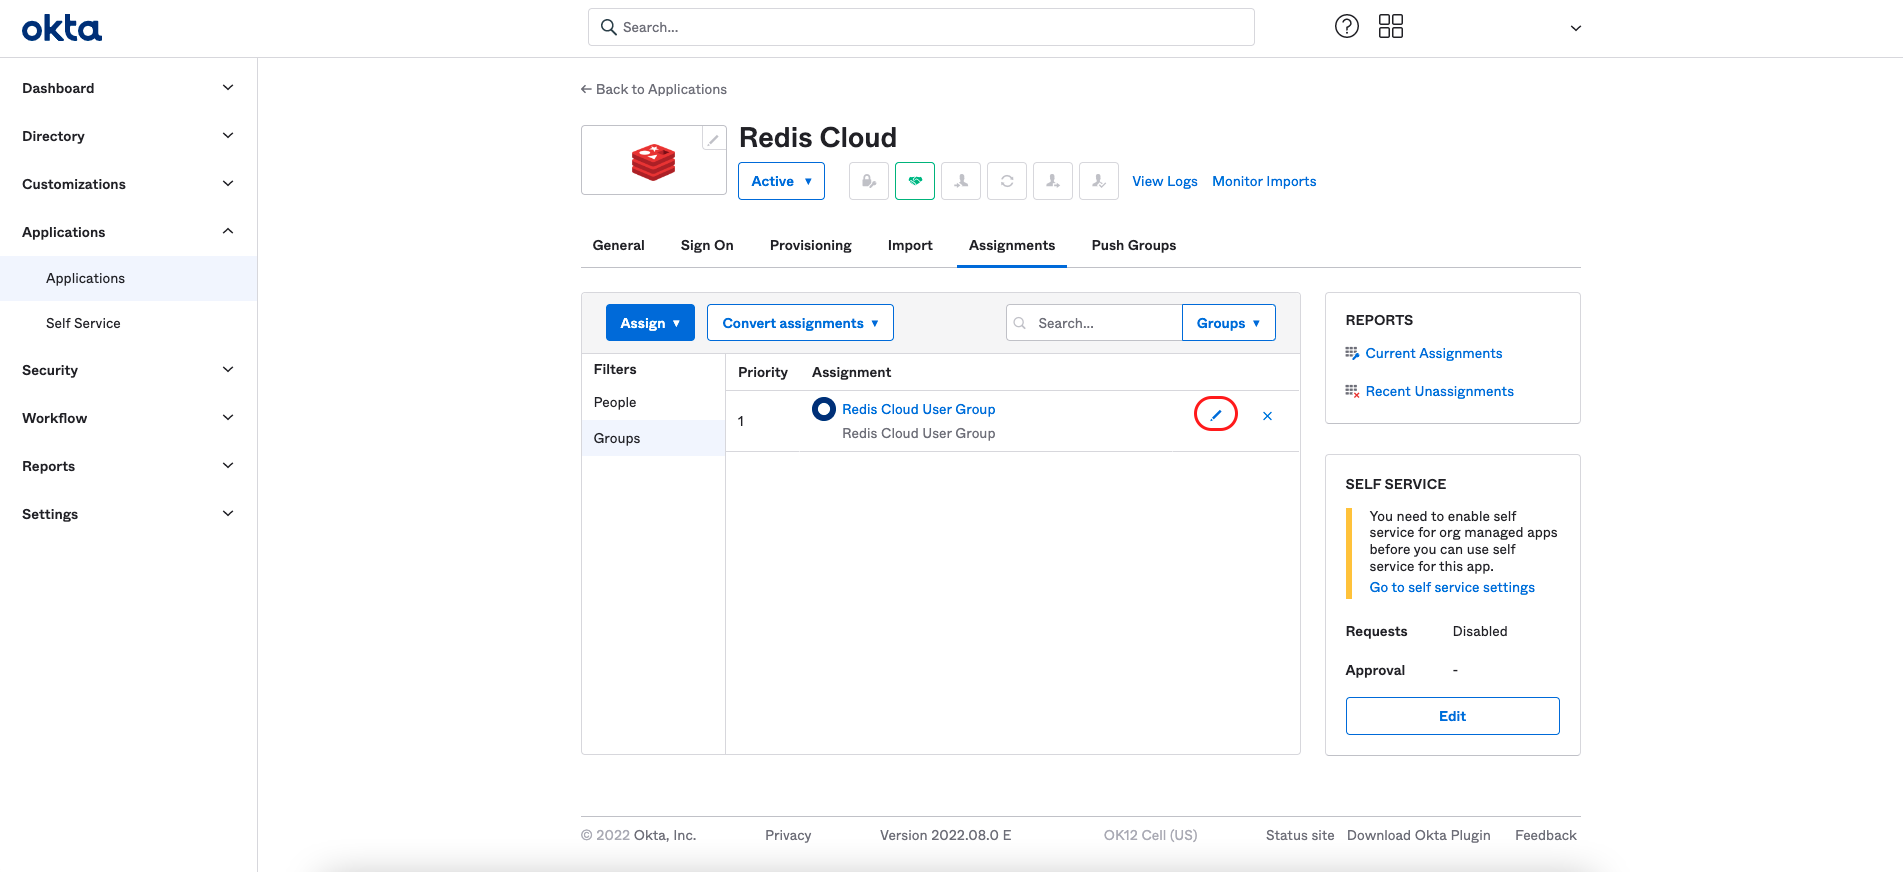 okta
Search...
Dashboard
Directory
Customizations
Applications
Applications
Self Service
Security
Workflow
Reports
Settings
← Back to Applications
Redis Cloud
Active
View Logs
Monitor Imports
General
Sign On
Provisioning
Import
Assignments
Push Groups
Assign
Convert assignments
Search...
Groups
Filters
People
Groups
Priority
Assignment
1
Redis Cloud User Group
Redis Cloud User Group
REPORTS
Current Assignments
Recent Unassignments
SELF SERVICE
You need to enable self
service for org managed apps
before you can use self
service for this app.
Go to self service settings
Requests Disabled
Approval -
Edit
© 2022 Okta, Inc.
Privacy
Version 2022.08.0 E
OK12 Cell (US)
Status site
Download Okta Plugin
Feedback